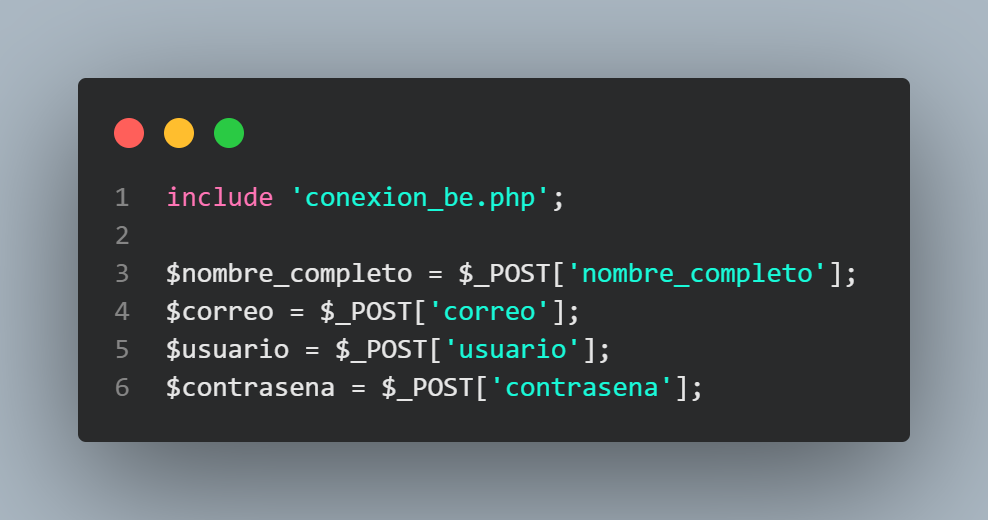 1 include 'conexion_be.php';
2
3 $nombre_completo = $_POST['nombre_completo'];
4 $correo = $_POST['correo'];
5 $usuario = $_POST['usuario'];
6 $contrasena = $_POST['contrasena'];